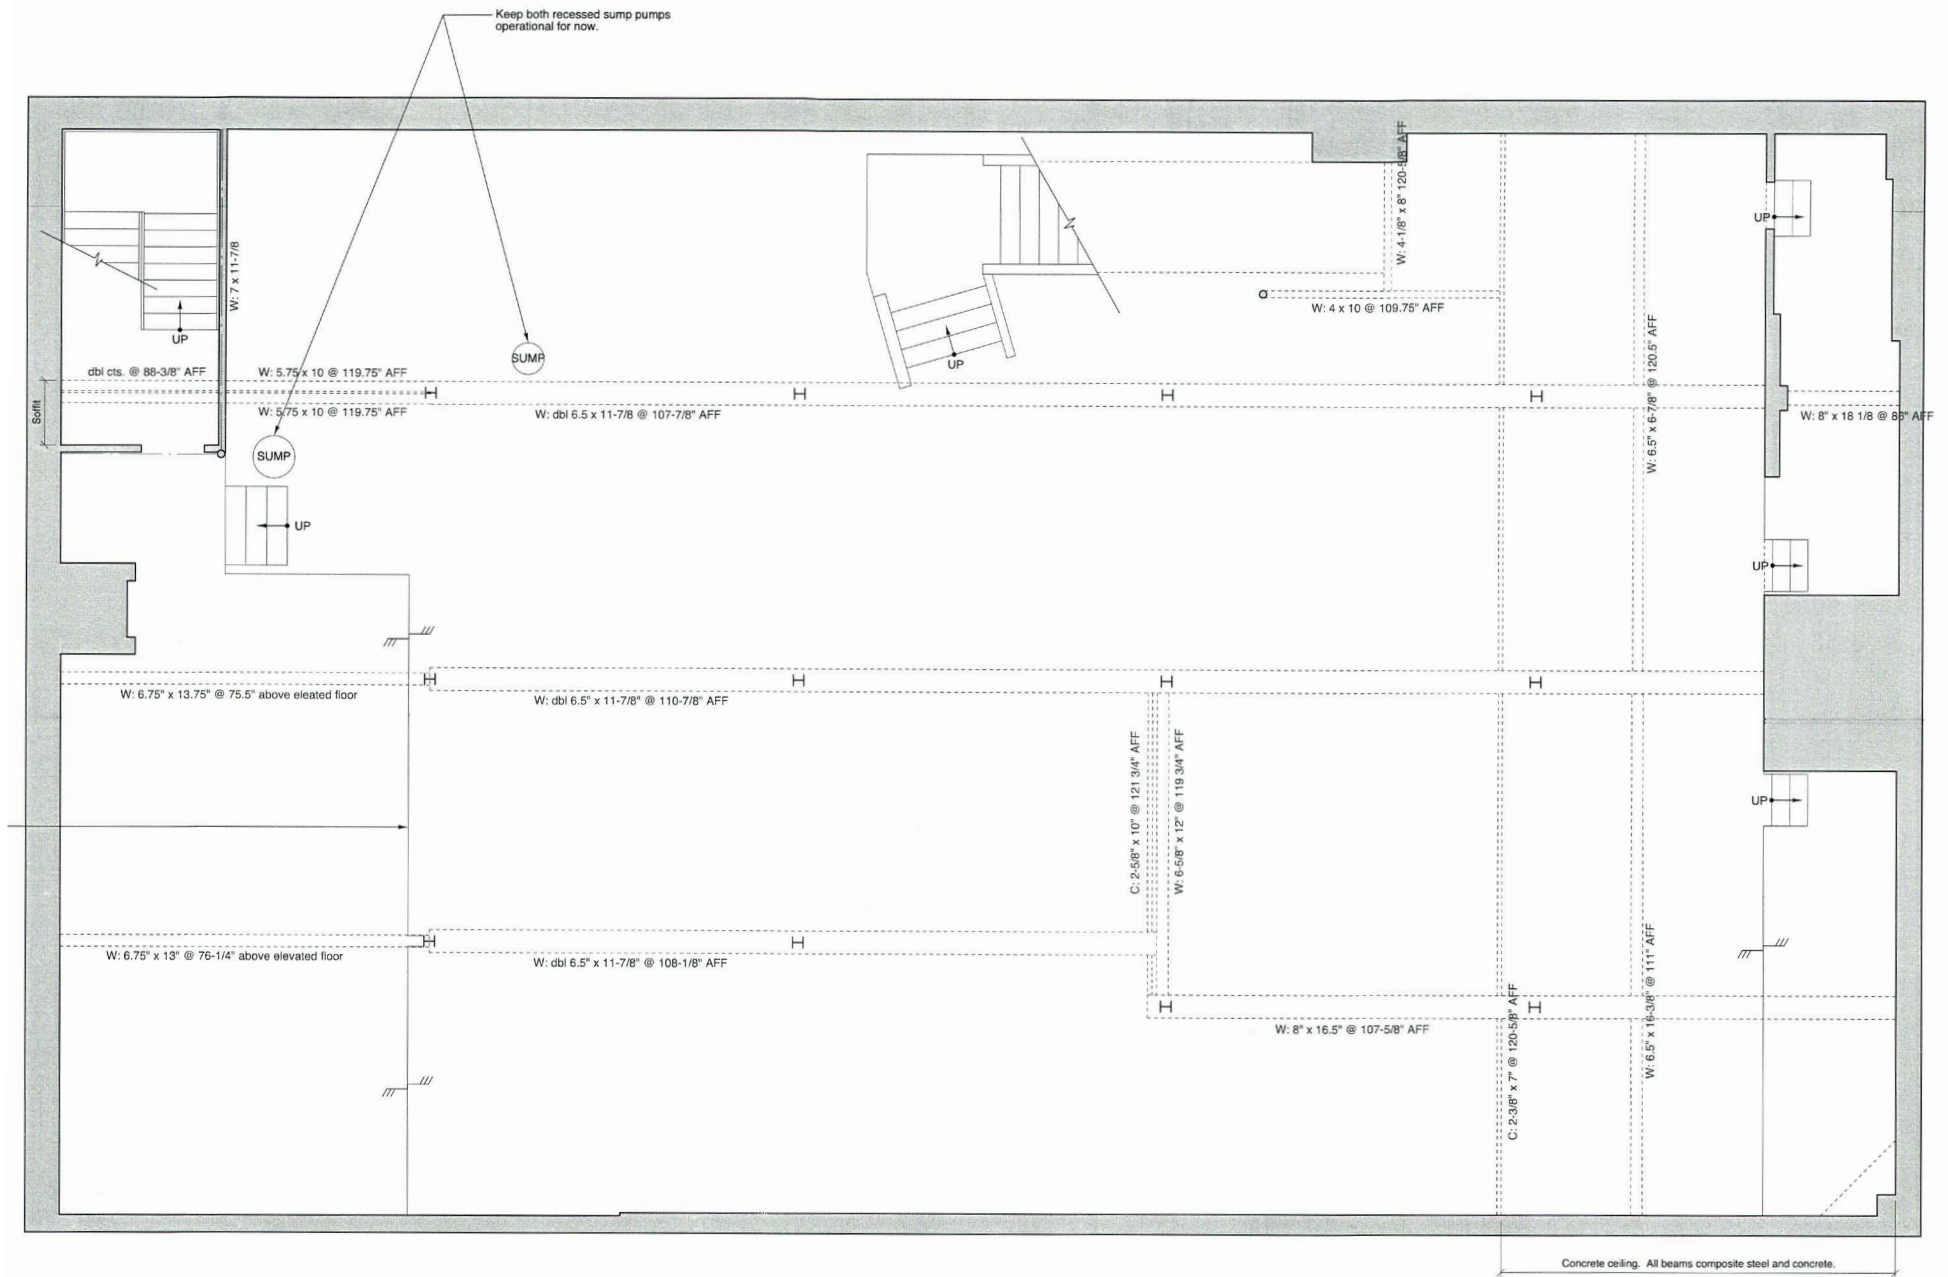 Keep both recessed sump pumps
operational for now.
W: 4-1/8" x 8" 120-5/8" AFF
UP
W: 7 x 11-7/8
UP
W: 4 x 10 @ 109.75" AFF
W: 6.5" x 6-7/8" @ 120.5" AFF
SUMP
UP
dbl cts. @ 88-3/8" AFF
W: 5.75 x 10 @ 119.75" AFF
Soffit
W: 5.75 x 10 @ 119.75" AFF
W: dbl 6.5 x 11-7/8 @ 107-7/8" AFF
W: 8" x 18 1/8 @ 86" AFF
SUMP
UP
UP
W: 6.75" x 13.75" @ 75.5" above eleated floor
W: dbl 6.5" x 11-7/8" @ 110-7/8" AFF
C: 2-5/8" x 10" @ 121 3/4" AFF
W: 6-5/8" x 12" @ 119 3/4" AFF
UP
W: 6.75" x 13" @ 76-1/4" above elevated floor
W: dbl 6.5" x 11-7/8" @ 108-1/8" AFF
W: 8" x 16.5" @ 107-5/8" AFF
C: 2-3/8" x 7" @ 120-5/8" AFF
W: 6.5" x 16-3/8" @ 111" AFF
Concrete ceiling. All beams composite steel and concrete.